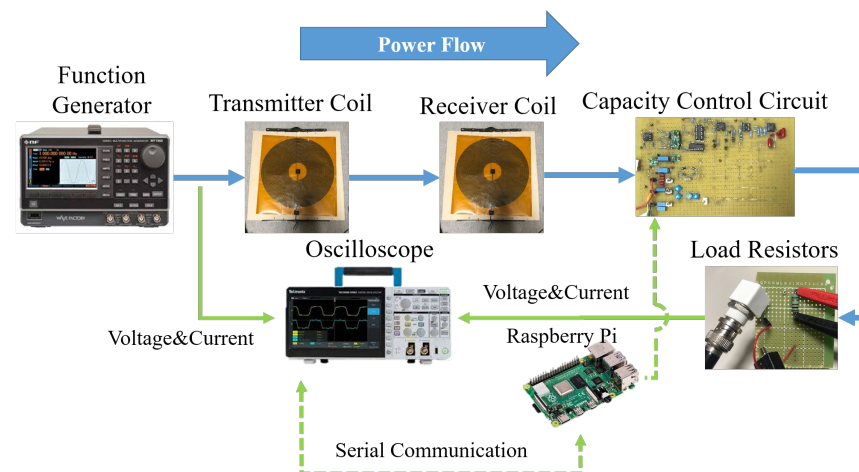 Power Flow
Function
Generator
Transmitter Coil
Receiver Coil
Capacity Control Circuit
Oscilloscope
Load Resistors
Voltage&Current
Voltage&Current
Raspberry Pi
Serial Communication